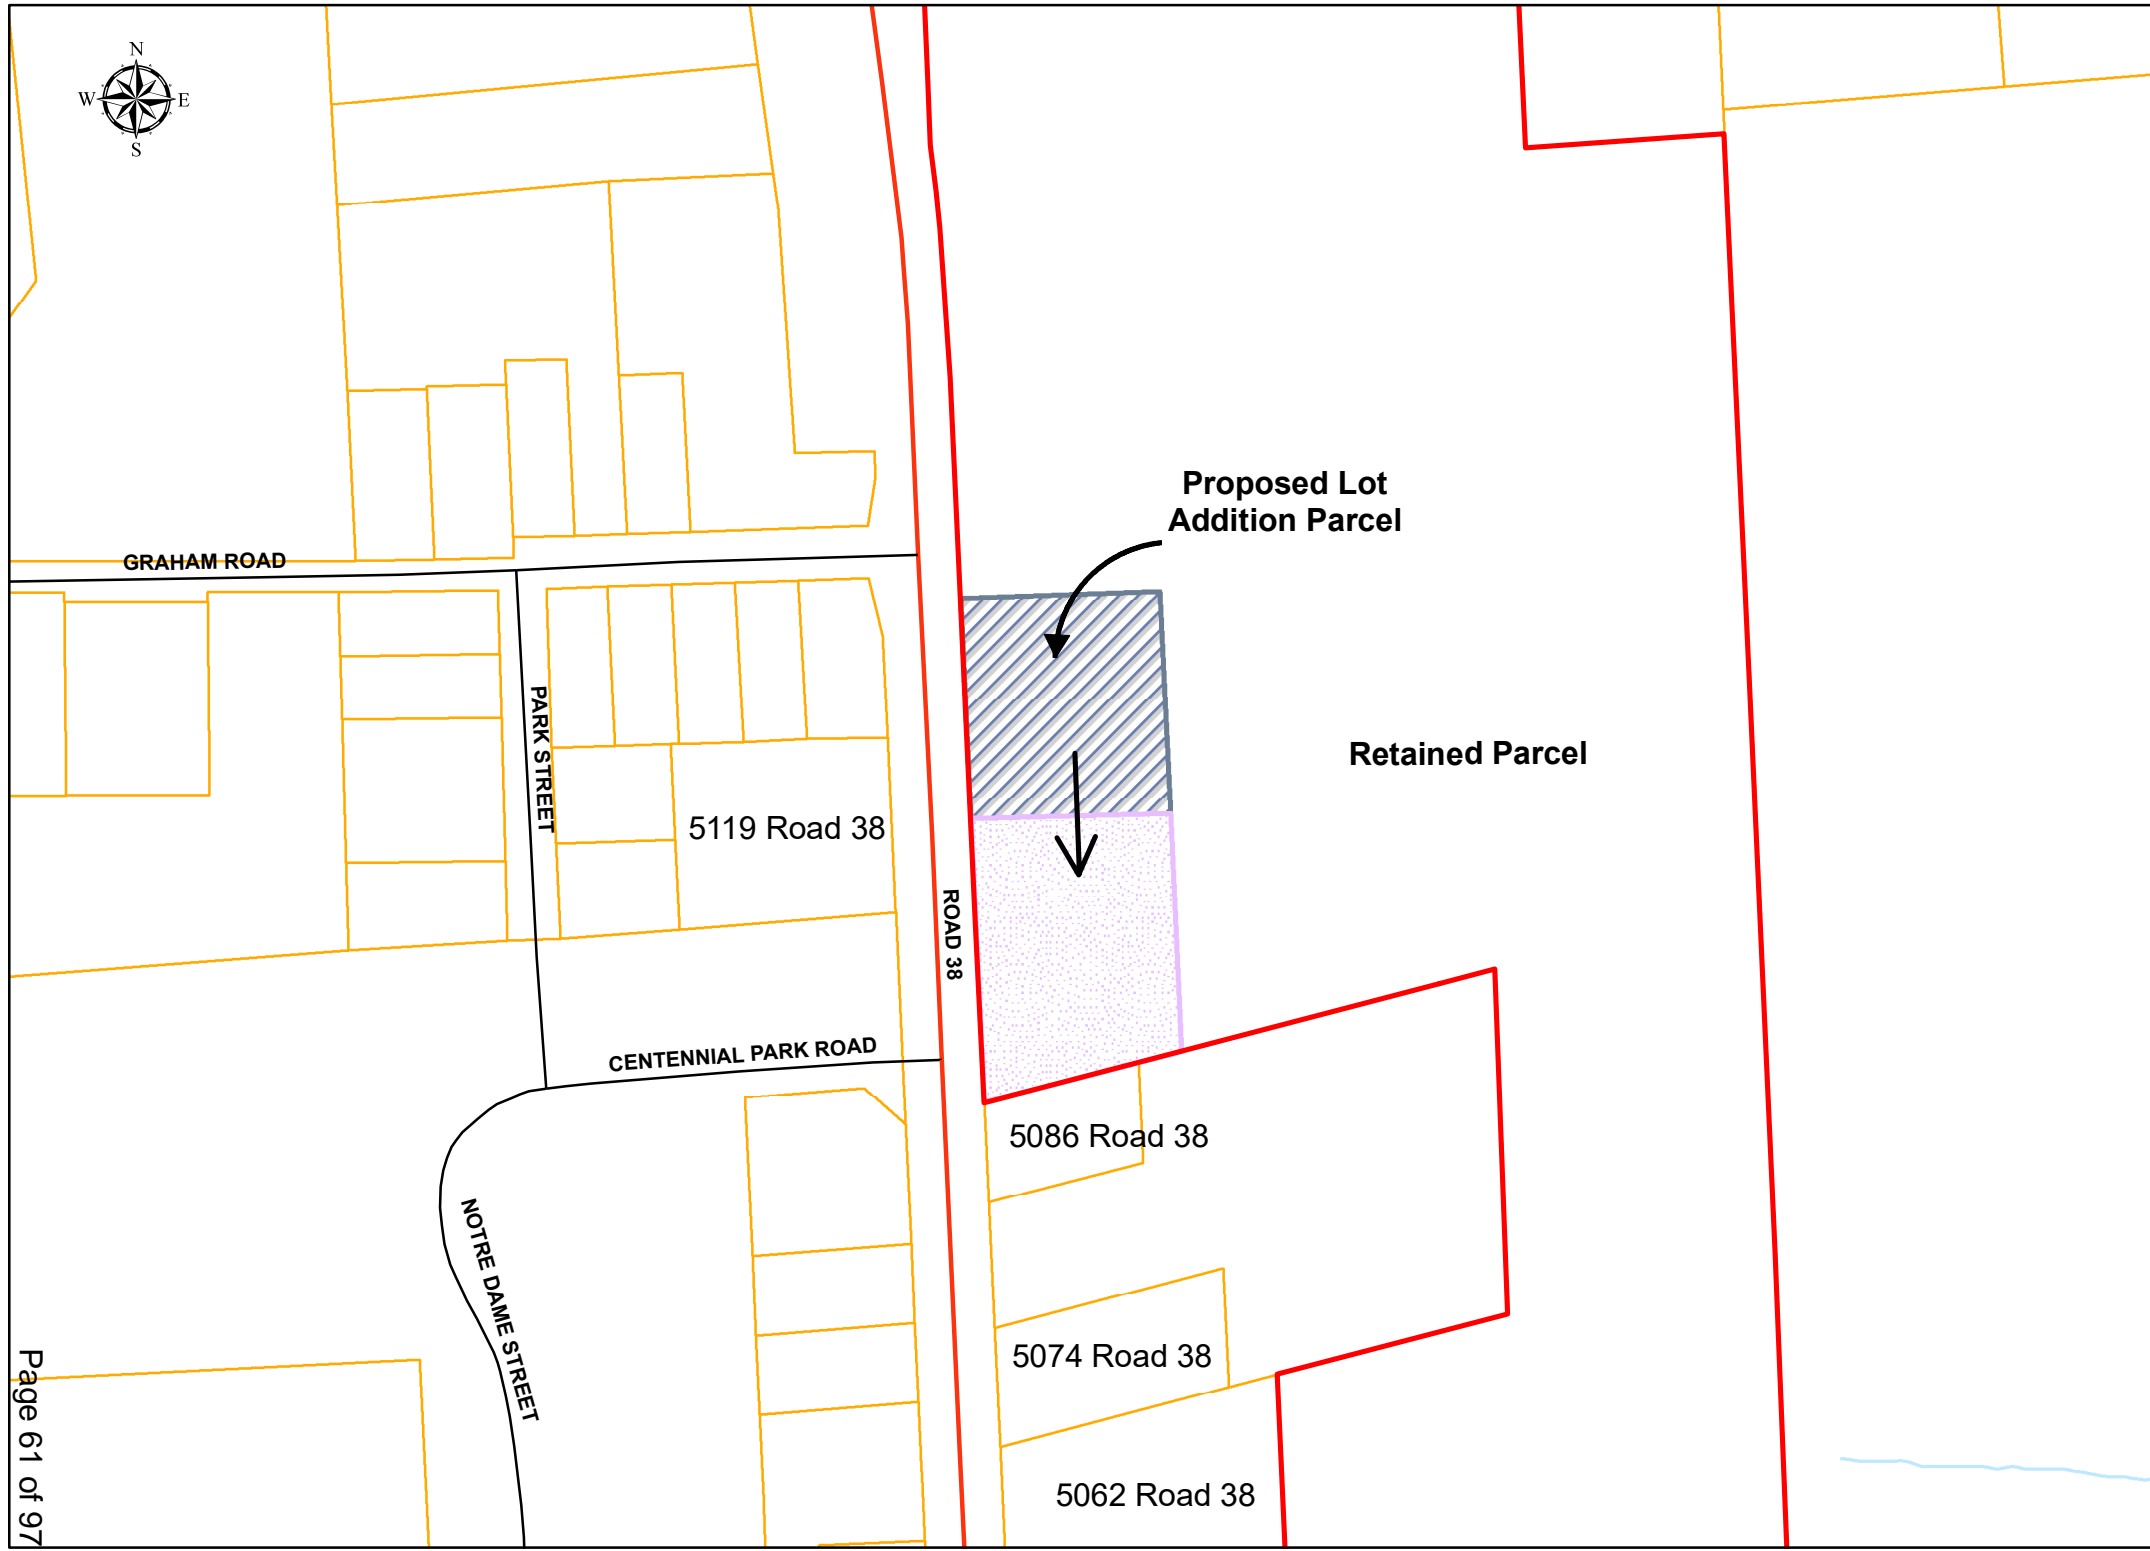 N
W E
S
Proposed Lot
Addition Parcel
GRAHAM ROAD
PARK STREET
Retained Parcel
5119 Road 38
ROAD 38
CENTENNIAL PARK ROAD
5086 Road 38
NOTRE DAME STREET
5074 Road 38
5062 Road 38
Page 61 of 97